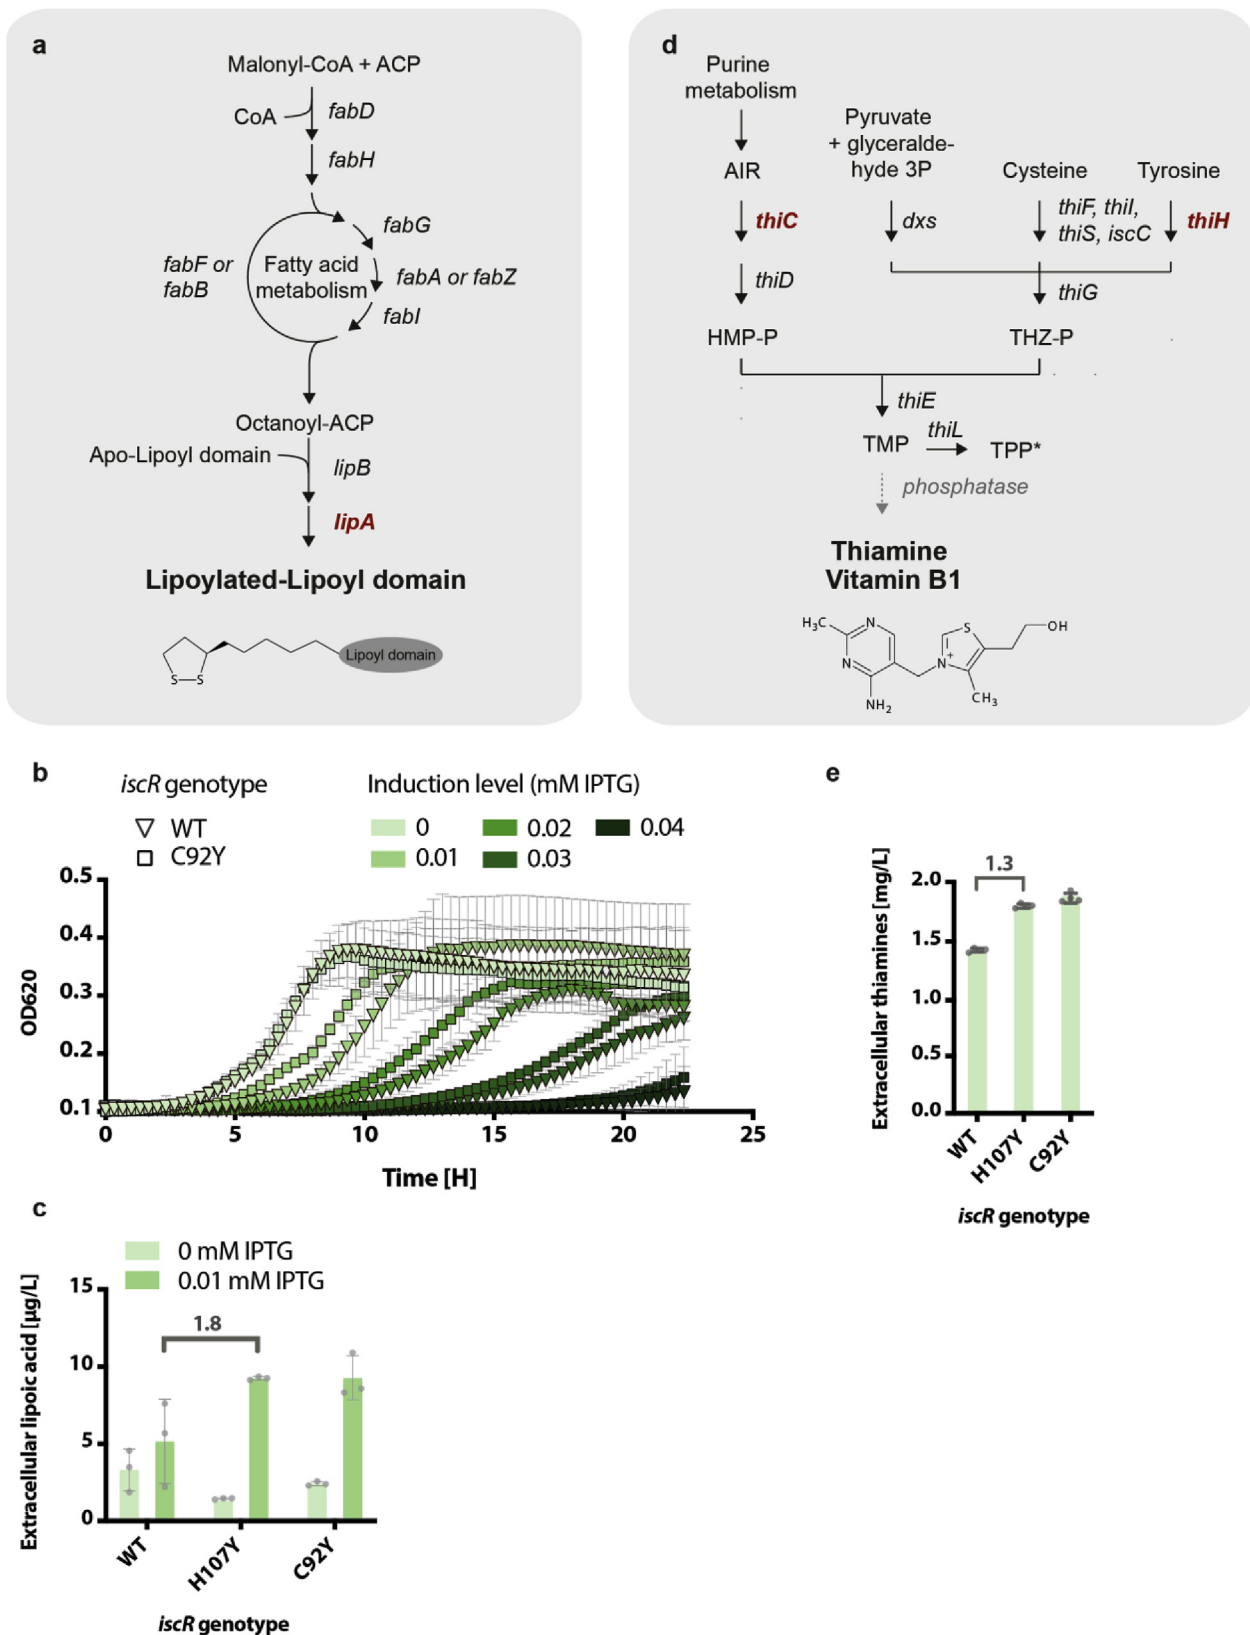 a
Malonyl-CoA + ACP
CoA
fabD
fabH
fabG
fabF or
fabB
Fatty acid
metabolism
fabA or fabZ
fabI
Octanoyl-ACP
Apo-Lipoyl domain
lipB
lipA
Lipoylated-Lipoyl domain
S
S
Lipoyl domain
d
Purine
metabolism
Pyruvate
+ glyceralde-
hyde 3P
AIR
Cysteine
Tyrosine
thiC
dxs
thiF, thiI,
thiS, iscC
thiH
thiD
thiG
HMP-P
THZ-P
thiE
TMP
thiL
TPP*
phosphatase
Thiamine
Vitamin B1
H₃C
N
N
NH₂
N⁺
S
CH₃
OH
b
iscR genotype
WT
C92Y
Induction level (mM IPTG)
0
0.02
0.04
0.01
0.03
0.5
0.4
0.3
0.2
0.1
OD620
0
5
10
15
20
25
Time [H]
e
1.3
2.0
1.5
1.0
0.5
0.0
Extracellular thiamines [mg/L]
WT
H107Y
C92Y
iscR genotype
c
0 mM IPTG
0.01 mM IPTG
1.8
15
10
5
0
Extracellular lipoic acid [µg/L]
WT
H107Y
C92Y
iscR genotype